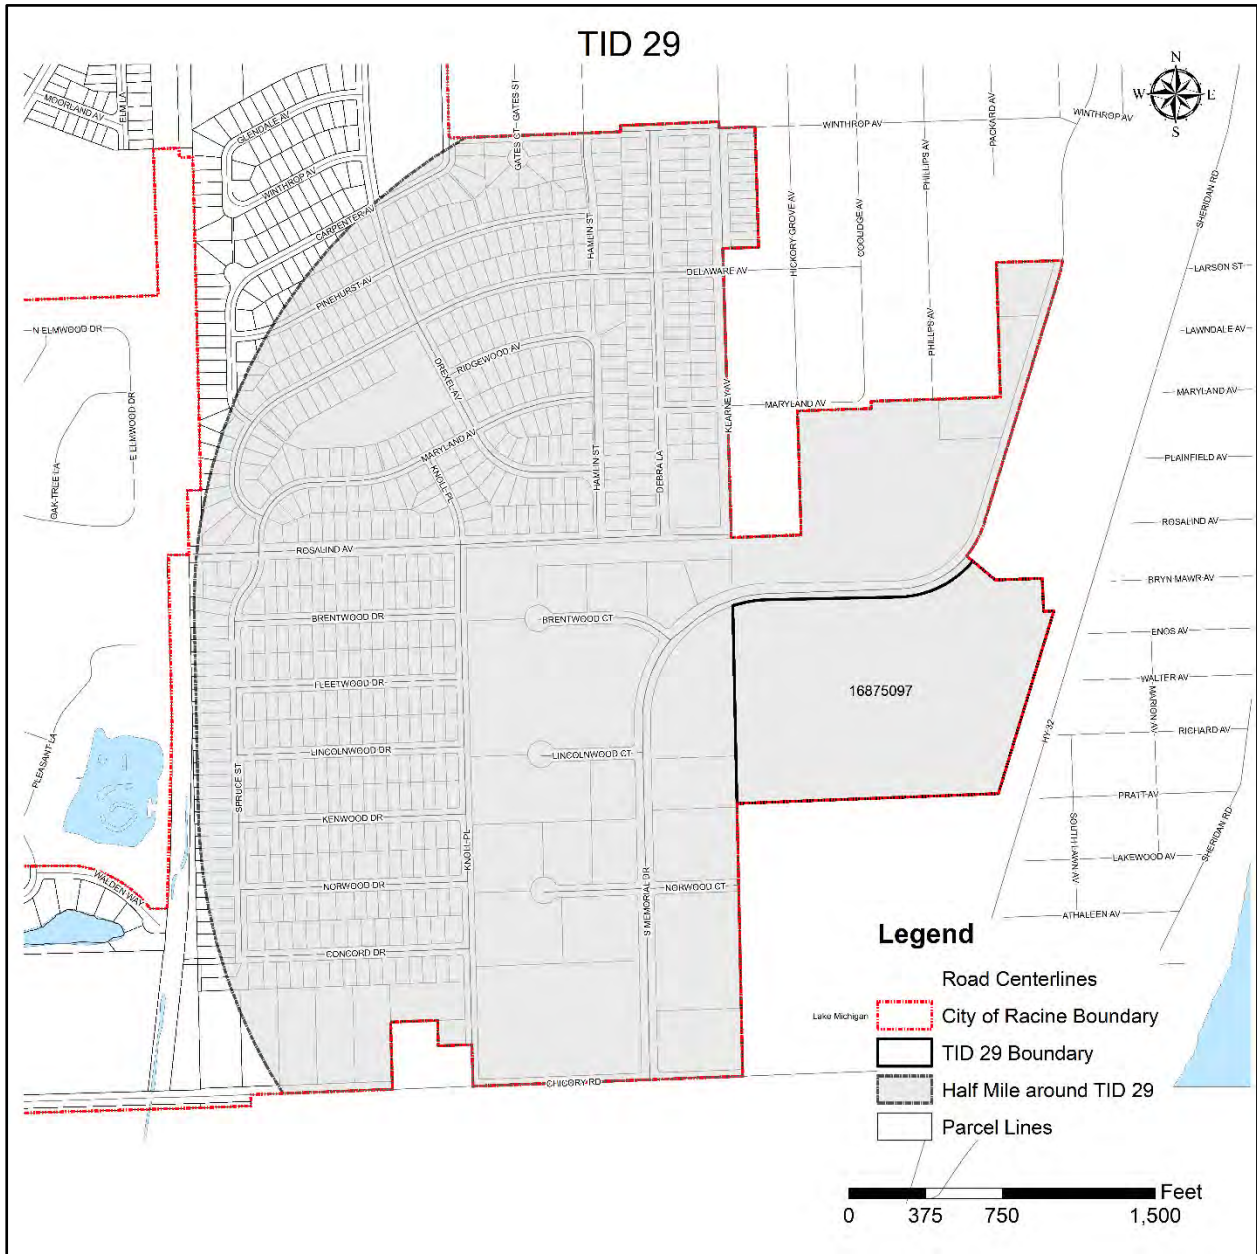 TID 29
N
W E
S
MOORLAND AV
ELM LA
GLENDALE AV
WINTHROP AV
CARPENTER AV
GATES CT
GATES ST
WINTHROP AV
WINTHROP AV
PACKARD AV
PHILLIPS AV
COOLIDGE AV
HICKORY GROVE AV
SHERIDAN RD
HAMLIN ST
PINEHURST AV
DELAWARE AV
LARSON ST
N ELMWOOD DR
LAWNDALE AV
PHILLIPS AV
DREXEL AV
RIDGEWOOD AV
E ELMWOOD DR
KEARNEY AV
MARYLAND AV
MARYLAND AV
MARYLAND AV
KNOLL PL
HAMLIN ST
DEBRA LA
PLAINFIELD AV
OAK TREE LA
ROSALIND AV
ROSALIND AV
BRYN MAWR AV
BRENTWOOD DR
BRENTWOOD CT
ENOS AV
FLEETWOOD DR
16875097
WALTER AV
MARION AV
PLEASANT LA
LINCOLNWOOD DR
LINCOLNWOOD CT
HY 32
RICHARD AV
SPRUCE ST
KENWOOD DR
PRATT AV
KNOLL PL
SOUTH LAWN AV
LAKEWOOD AV
SHERIDAN RD
WALDEN WAY
NORWOOD DR
S MEMORIAL DR
NORWOOD CT
ATHALEEN AV
CONCORD DR
CHICORY RD
Legend
Road Centerlines
Lake Michigan
City of Racine Boundary
TID 29 Boundary
Half Mile around TID 29
Parcel Lines
Feet
0 375 750 1,500